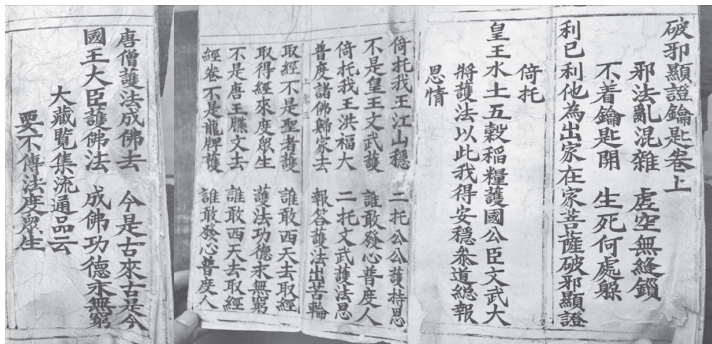 破邪顯證鑰匙卷上
邪法亂混雜　虛空無縫鎖
不着鑰匙開　生死何處躲
利已利他為出家在家菩薩破邪顯證
倚托
皇王水土五穀稻糧護國公臣文武大
將護法以此我得安穩叅道總報
恩情
倚托我王江山穩　二托公公護持恩
不是皇王文武護　誰敢發心普度人
倚托我王洪福大　二托文武護法恩
普度諸佛歸家去　報荅護法出苦輪
取經不是聖者護　誰敢西天去取經
取得經來度眾生　護法功德永無窮
不是唐王牒文去　誰敢西天去取經
經卷不是龍牌護　誰敢發心普度人
唐僧護法成佛去　今是古來古是今
國王大臣護佛法　成佛功德永無窮
大藏覽集流通品云
要不傳法度眾生